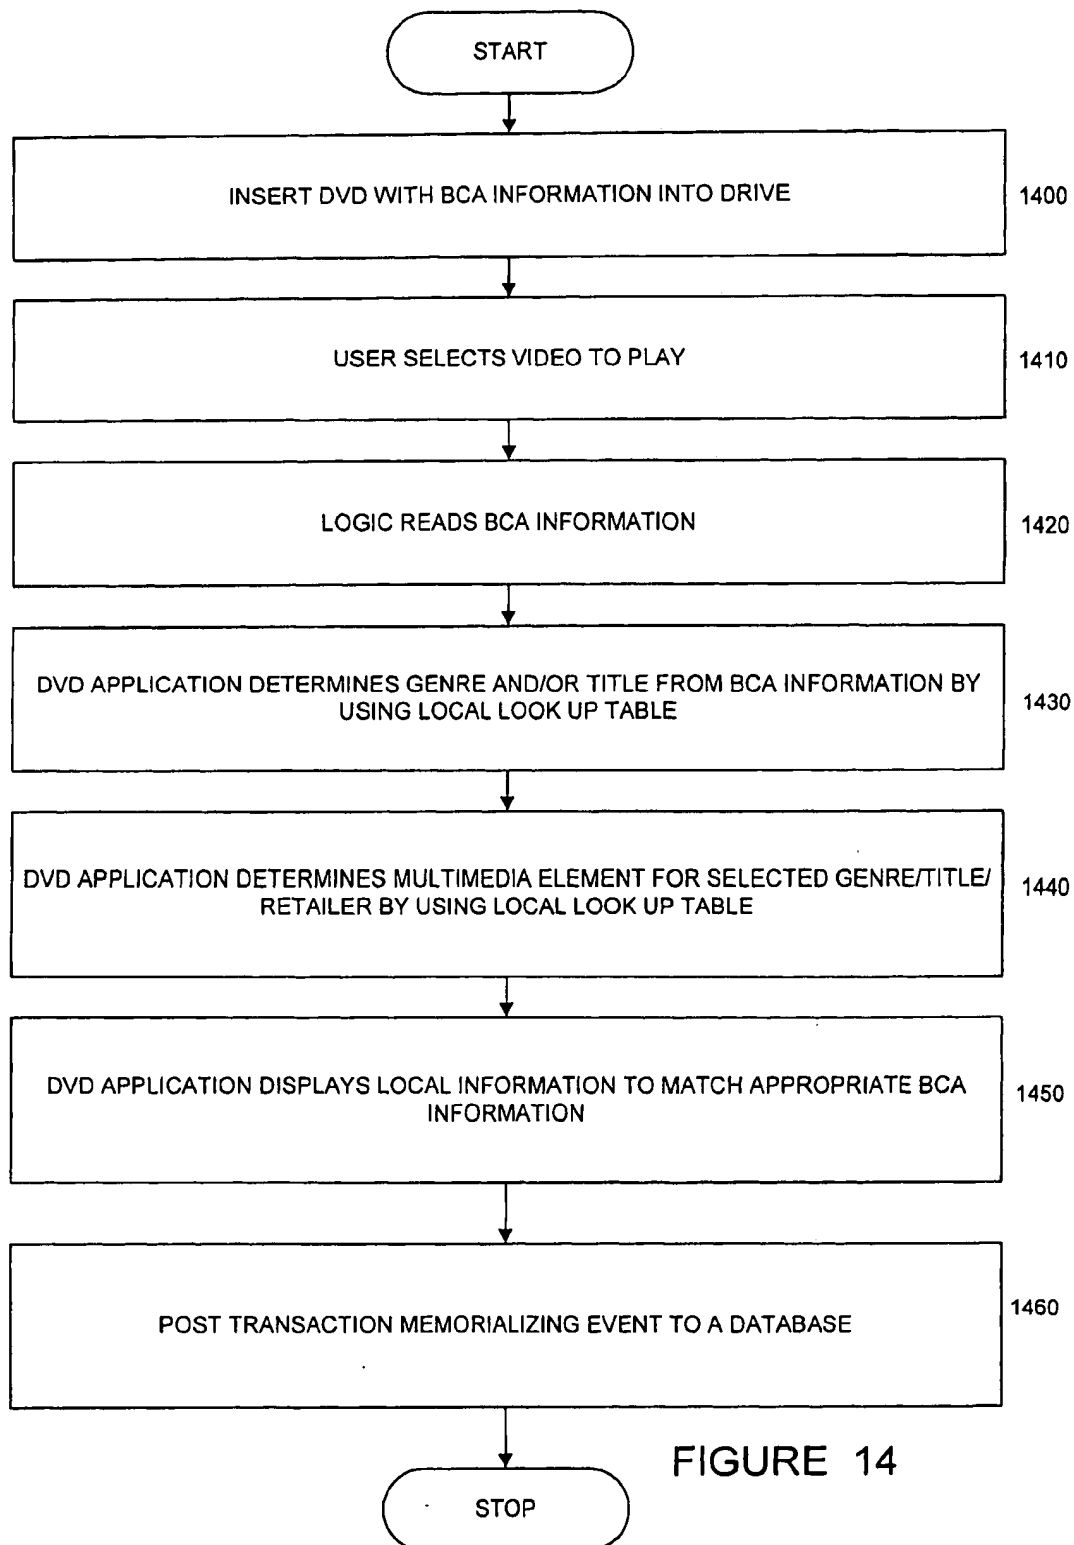 START
INSERT DVD WITH BCA INFORMATION INTO DRIVE
1400
USER SELECTS VIDEO TO PLAY
1410
LOGIC READS BCA INFORMATION
1420
DVD APPLICATION DETERMINES GENRE AND/OR TITLE FROM BCA INFORMATION BY
USING LOCAL LOOK UP TABLE
1430
DVD APPLICATION DETERMINES MULTIMEDIA ELEMENT FOR SELECTED GENRE/TITLE/
RETAILER BY USING LOCAL LOOK UP TABLE
1440
DVD APPLICATION DISPLAYS LOCAL INFORMATION TO MATCH APPROPRIATE BCA
INFORMATION
1450
POST TRANSACTION MEMORIALIZING EVENT TO A DATABASE
1460
STOP
FIGURE 14